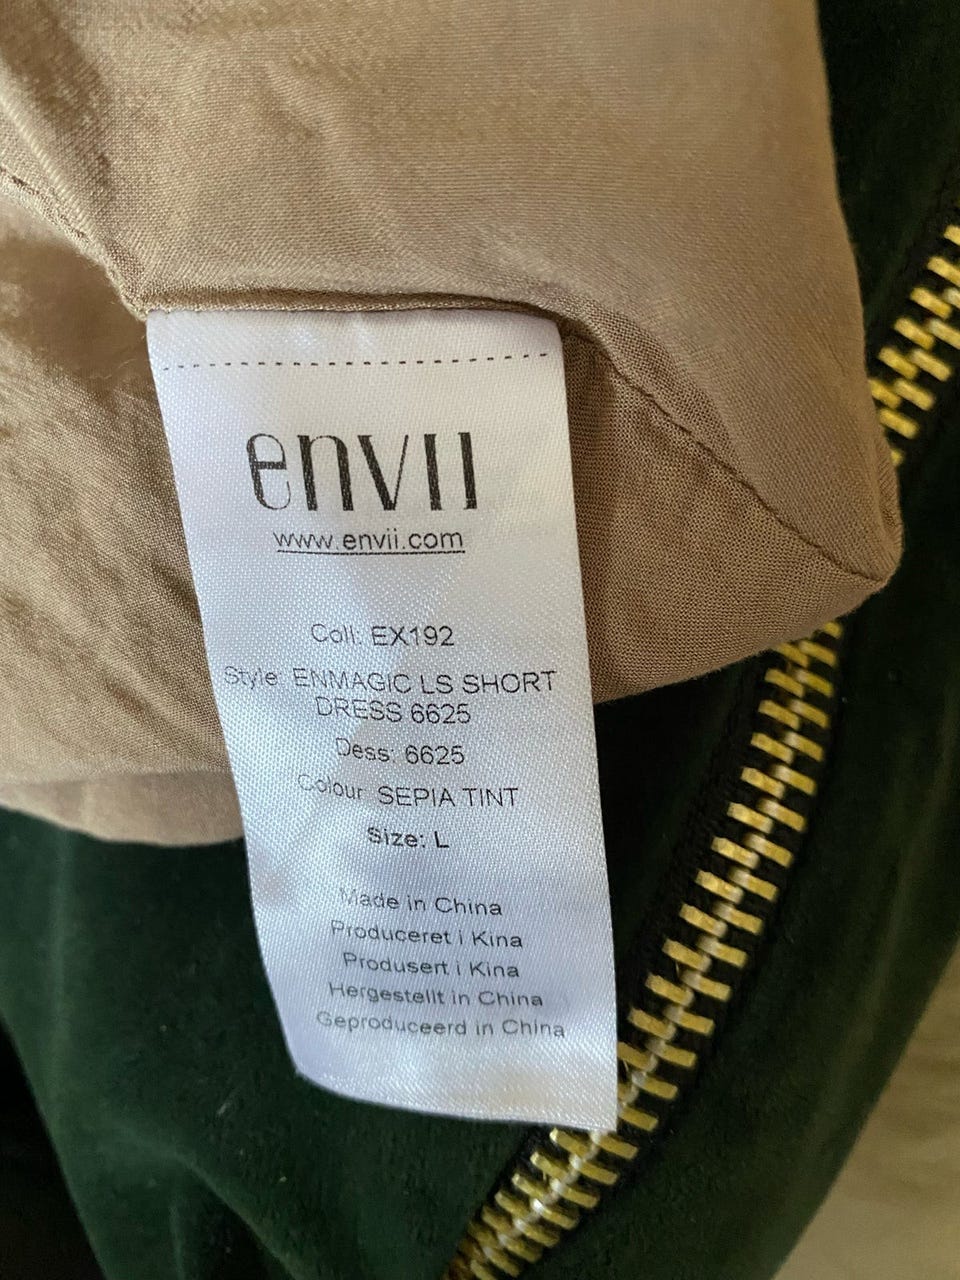 envii
www.envii.com
Coll: EX192
Style: ENMAGIC LS SHORT
DRESS 6625
Dess: 6625
Colour: SEPIA TINT
Size: L
Made in China
Produceret i Kina
Produsert i Kina
Hergestellt in China
Geproduceerd in China